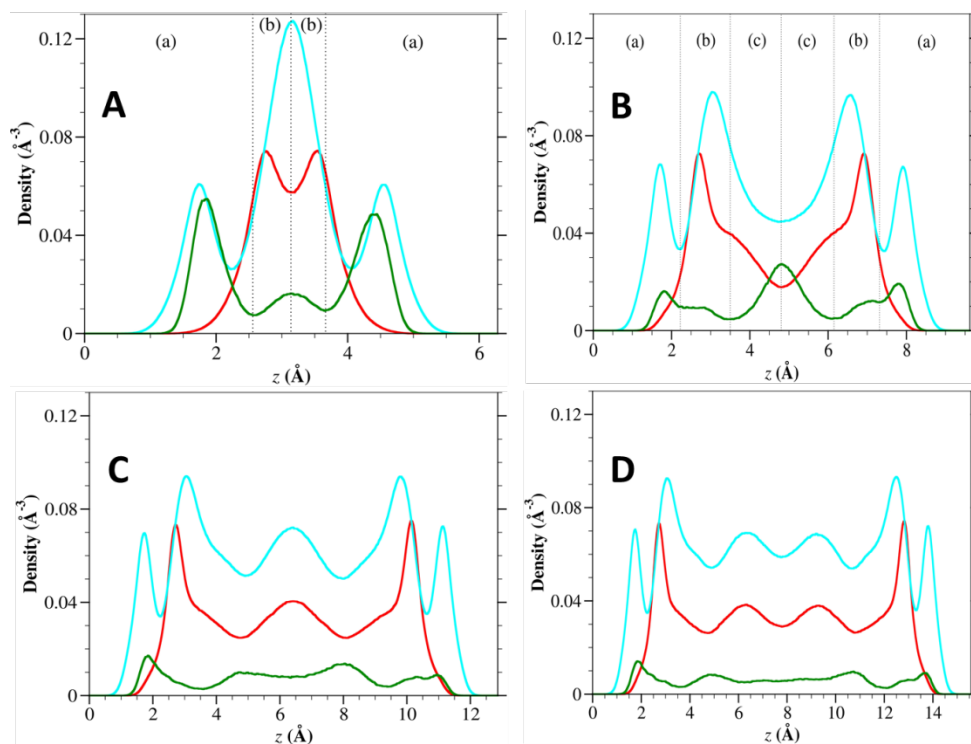 A
(a)
(b)
(b)
(a)
Density (Å⁻³)
0.12
0.08
0.04
0
0 2 4 6
z (Å)
B
(a)
(b)
(c)
(c)
(b)
(a)
Density (Å⁻³)
0.12
0.08
0.04
0
0 2 4 6 8
z (Å)
C
Density (Å⁻³)
0.12
0.08
0.04
0
0 2 4 6 8 10 12
z (Å)
D
Density (Å⁻³)
0.12
0.08
0.04
0
0 2 4 6 8 10 12 14
z (Å)